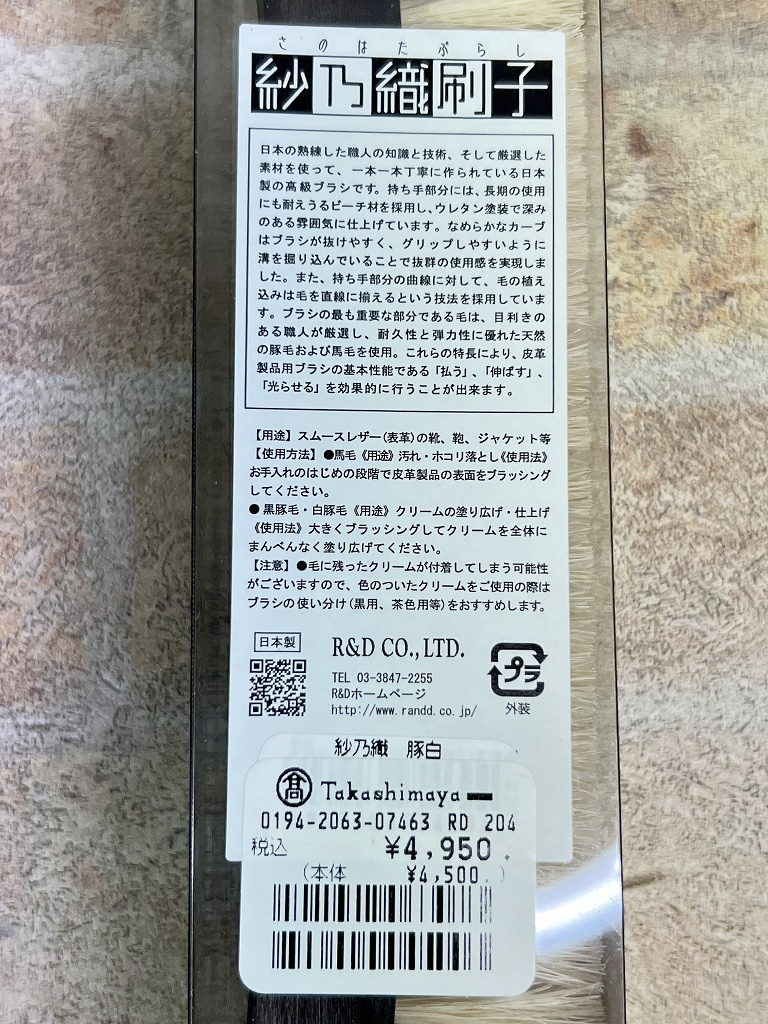 さのはたぶらし
紗乃織刷子
日本の熟練した職人の知識と技術、そして厳選した
素材を使って、一本一本丁寧に作られている日本
製の高級ブラシです。持ち手部分には、長期の使用
にも耐えうるビーチ材を採用し、ウレタン塗装で深み
のある雰囲気に仕上げています。なめらかなカーブ
はブラシが抜けやすく、グリップしやすいように
溝を掘り込んでいることで抜群の使用感を実現しま
した。また、持ち手部分の曲線に対して、毛の植え
込みは毛を直線に揃えるという技法を採用していま
す。ブラシの最も重要な部分である毛は、目利きの
ある職人が厳選し、耐久性と弾力性に優れた天然
の豚毛および馬毛を使用。これらの特長により、皮革
製品用ブラシの基本性能である「払う」、「伸ばす」、
「光らせる」を効果的に行うことが出来ます。
【用途】スムースレザー(表革)の靴、鞄、ジャケット等
【使用方法】●馬毛《用途》汚れ・ホコリ落とし《使用法》
お手入れのはじめの段階で皮革製品の表面をブラッシング
してください。
●黒豚毛・白豚毛《用途》クリームの塗り広げ・仕上げ
《使用法》大きくブラッシングしてクリームを全体に
まんべんなく塗り広げてください。
【注意】●毛に残ったクリームが付着してしまう可能性
がございますので、色のついたクリームをご使用の際は
ブラシの使い分け(黒用、茶色用等)をおすすめします。
日本製
R&D CO.,LTD.
TEL 03-3847-2255
R&Dホームページ
http://www.randd.co.jp/
プラ
外装
紗乃織 豚白
髙 Takashimaya
0194-2063-07463 RD 204
税込 ¥4,950.
(本体 ¥4,500.)